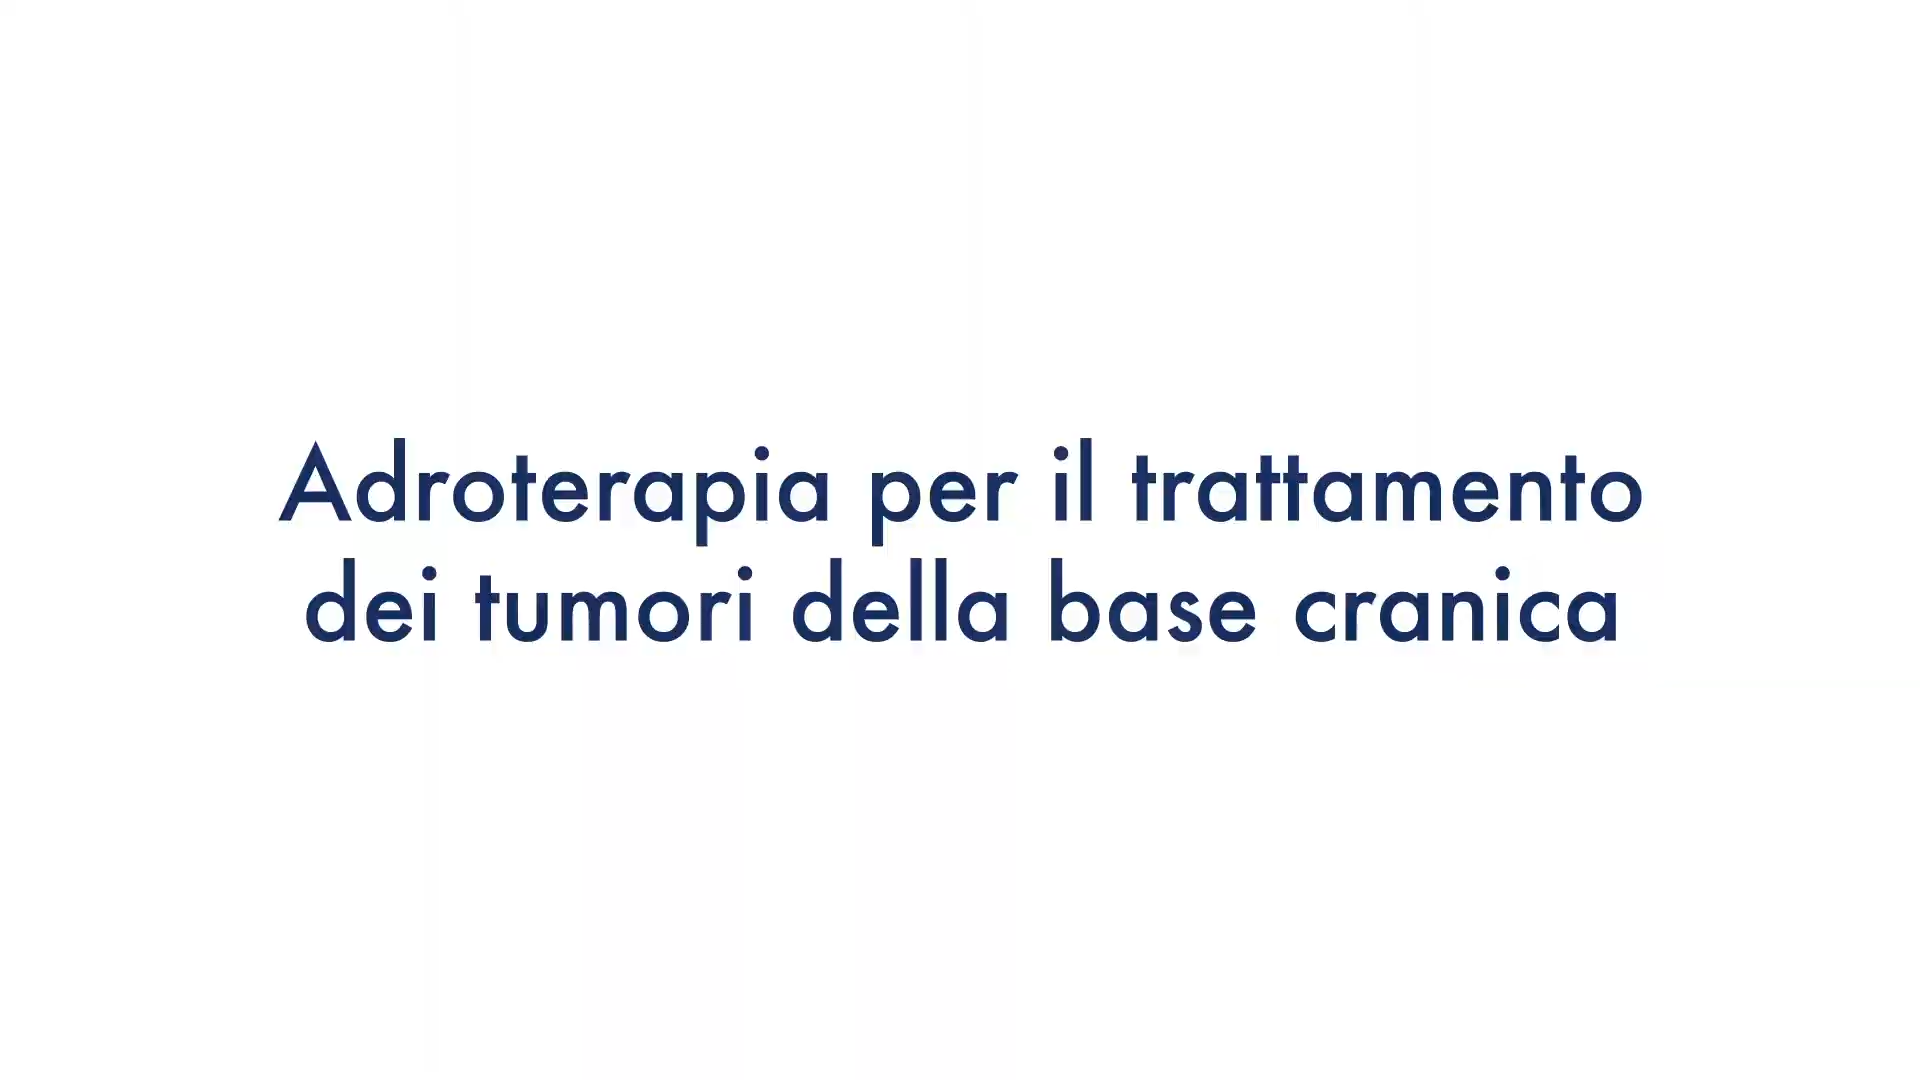 Adroterapia per il trattamento
dei tumori della base cranica